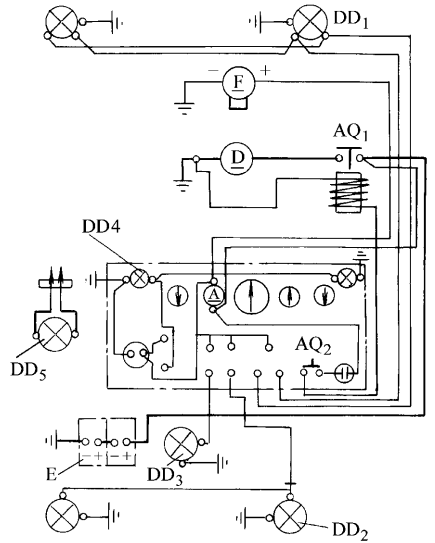 DD₁
− F +
AQ₁
D
DD4
A
DD₅
AQ₂
E
− + − +
DD₃
DD₂